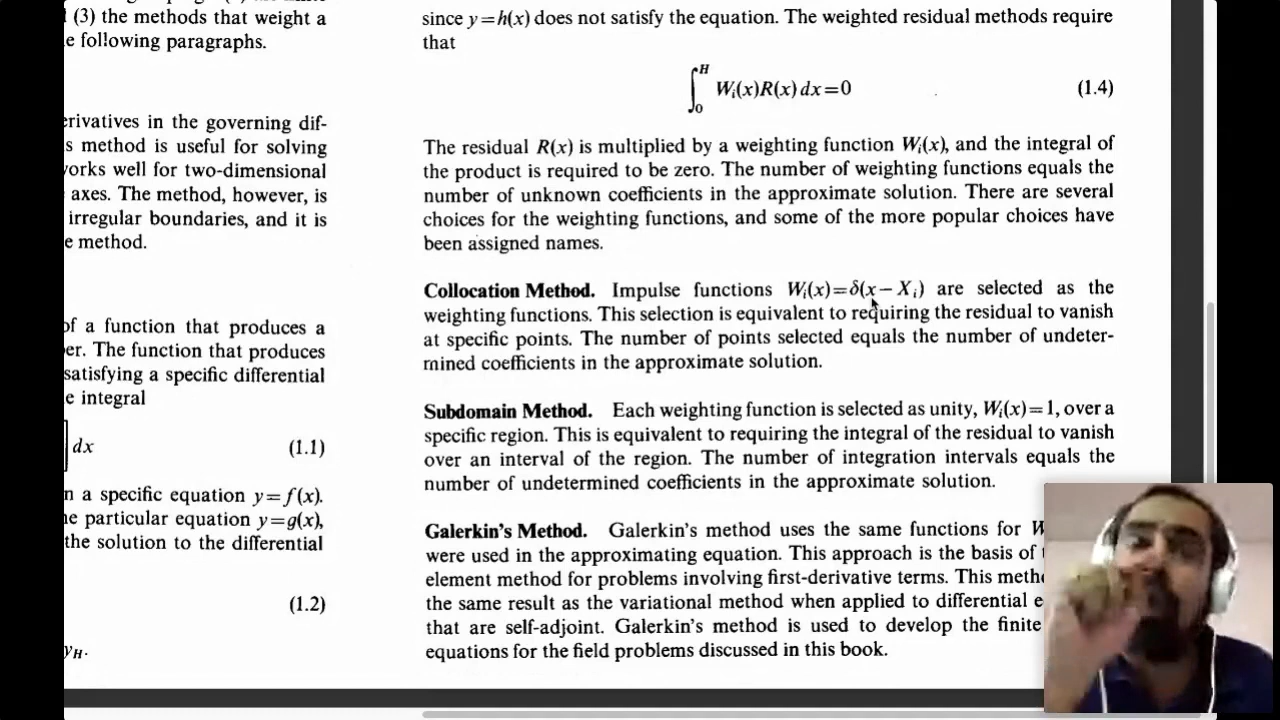 (3) the methods that weight a
e following paragraphs.
erivatives in the governing dif-
s method is useful for solving
orks well for two-dimensional
axes. The method, however, is
irregular boundaries, and it is
e method.
of a function that produces a
er. The function that produces
satisfying a specific differential
e integral
dx (1.1)
n a specific equation y=f(x).
e particular equation y=g(x),
the solution to the differential
(1.2)
yH.
since y=h(x) does not satisfy the equation. The weighted residual methods require
that
∫₀ᴴ Wᵢ(x)R(x) dx=0 (1.4)
The residual R(x) is multiplied by a weighting function Wᵢ(x), and the integral of
the product is required to be zero. The number of weighting functions equals the
number of unknown coefficients in the approximate solution. There are several
choices for the weighting functions, and some of the more popular choices have
been assigned names.
Collocation Method. Impulse functions Wᵢ(x)=δ(x−Xᵢ) are selected as the
weighting functions. This selection is equivalent to requiring the residual to vanish
at specific points. The number of points selected equals the number of undeter-
mined coefficients in the approximate solution.
Subdomain Method. Each weighting function is selected as unity, Wᵢ(x)=1, over a
specific region. This is equivalent to requiring the integral of the residual to vanish
over an interval of the region. The number of integration intervals equals the
number of undetermined coefficients in the approximate solution.
Galerkin's Method. Galerkin's method uses the same functions for W
were used in the approximating equation. This approach is the basis of
element method for problems involving first-derivative terms. This meth
the same result as the variational method when applied to differential e
that are self-adjoint. Galerkin's method is used to develop the finite
equations for the field problems discussed in this book.